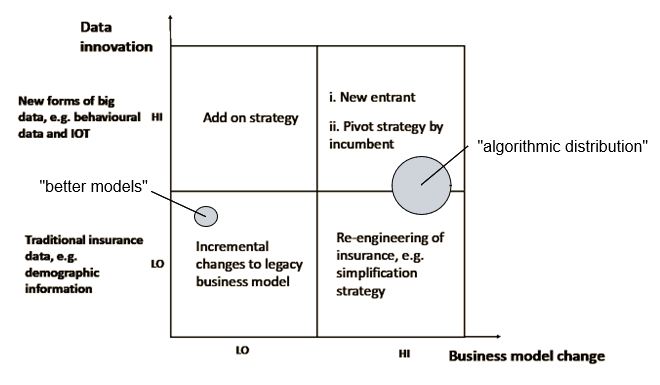 Data
innovation
New forms of big
data, e.g. behavioural
data and IOT
HI
Add on strategy
i. New entrant
ii. Pivot strategy by
incumbent
"algorithmic distribution"
"better models"
Traditional insurance
data, e.g.
demographic
information
LO
Incremental
changes to legacy
business model
Re-engineering of
insurance, e.g.
simplification
strategy
LO
HI
Business model change